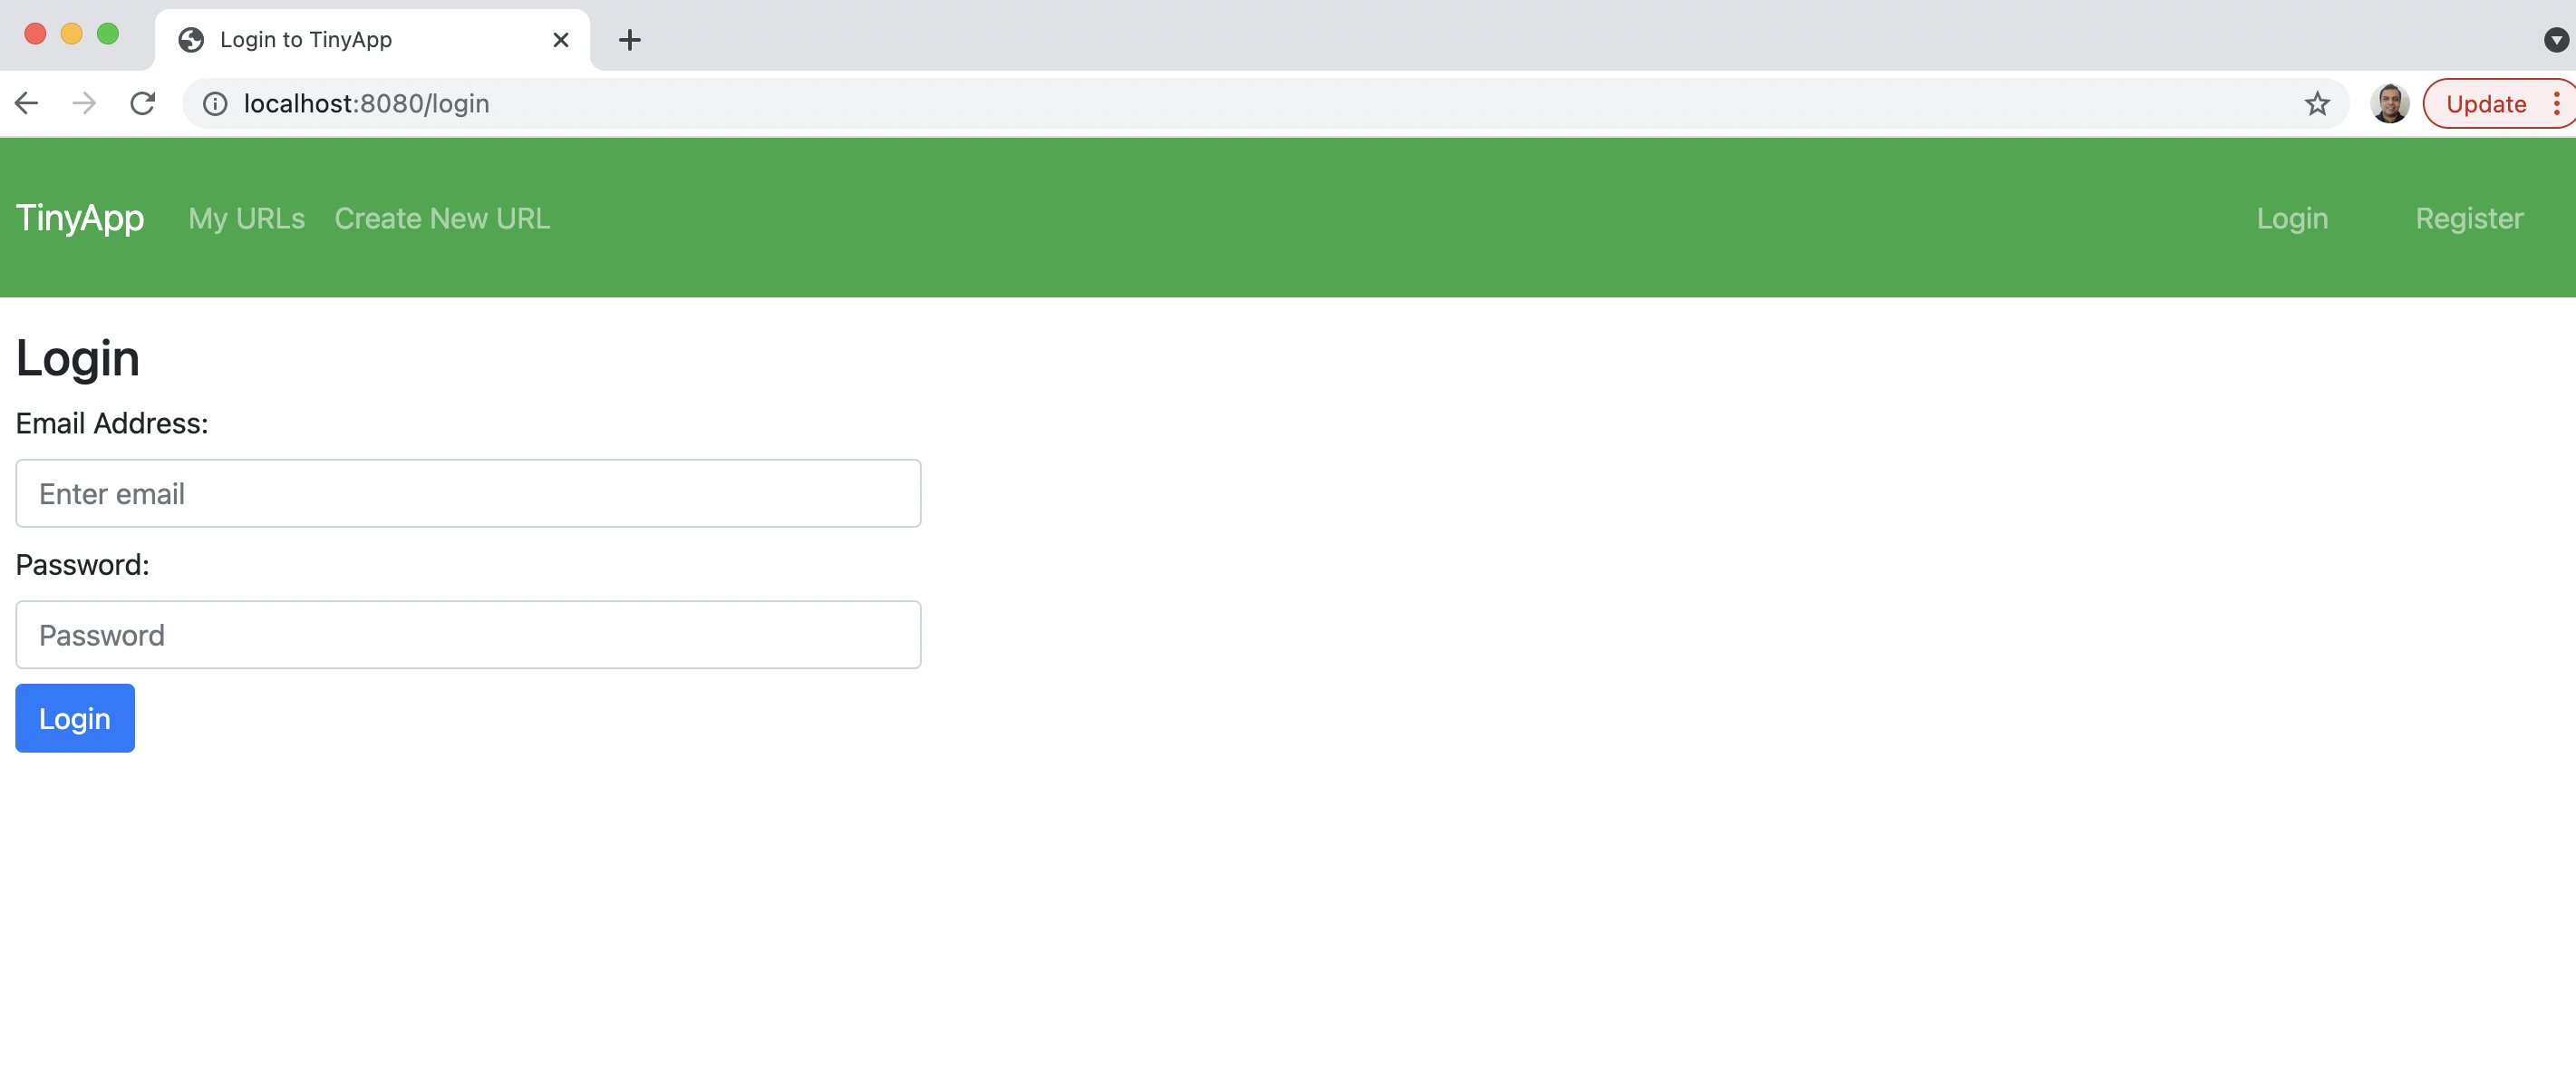 Login to TinyApp
localhost:8080/login
Update
TinyApp My URLs Create New URL Login Register
Login
Email Address:
Enter email
Password:
Password
Login